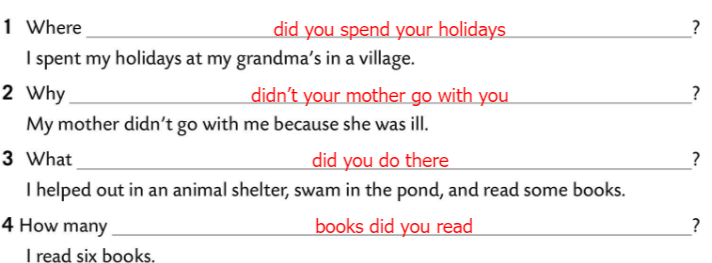 1 Where did you spend your holidays ?
I spent my holidays at my grandma's in a village.
2 Why didn't your mother go with you ?
My mother didn't go with me because she was ill.
3 What did you do there ?
I helped out in an animal shelter, swam in the pond, and read some books.
4 How many books did you read ?
I read six books.